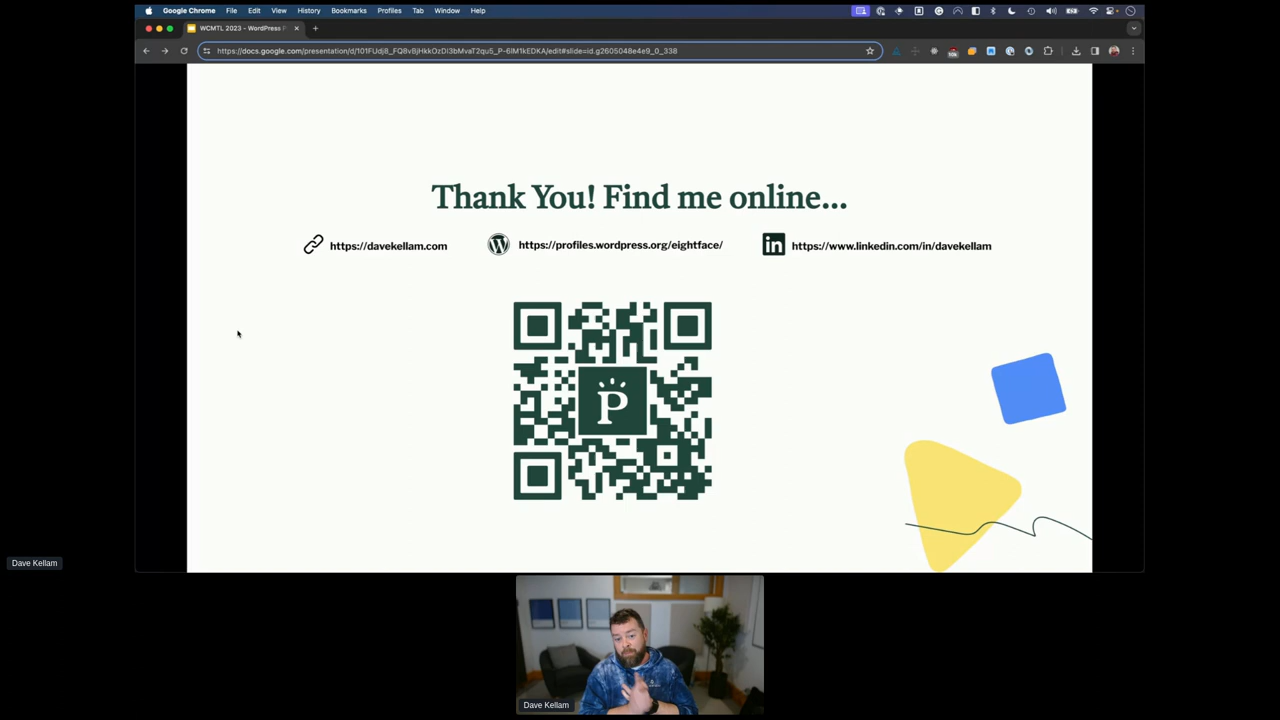 Google Chrome File Edit View History Bookmarks Profiles Tab Window Help
WCMTL 2023 - WordPress
Thank You! Find me online...
https://davekellam.com
https://profiles.wordpress.org/eightface/
https://www.linkedin.com/in/davekellam
P
Dave Kellam
Dave Kellam